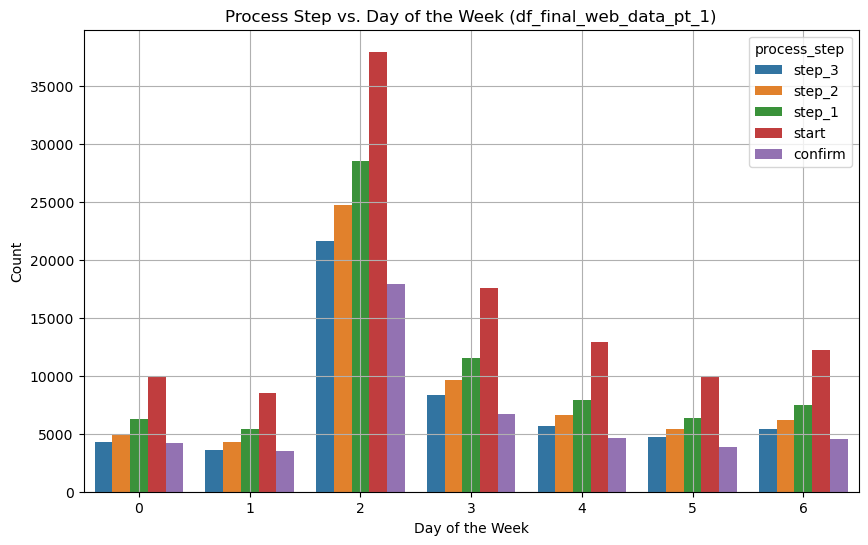 Process Step vs. Day of the Week (df_final_web_data_pt_1)
process_step
step_3
step_2
step_1
start
confirm
Count
35000
30000
25000
20000
15000
10000
5000
0
0 1 2 3 4 5 6
Day of the Week